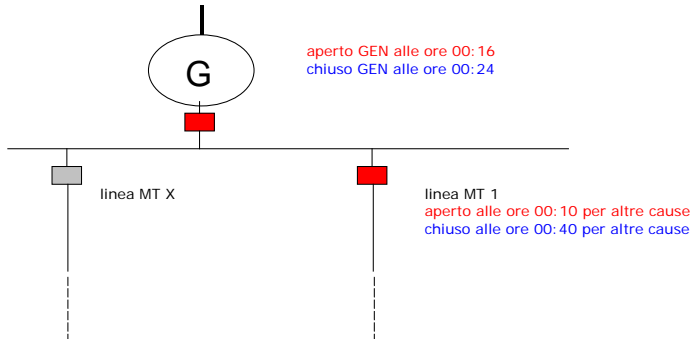 aperto GEN alle ore 00:16
chiuso GEN alle ore 00:24
G
linea MT X
linea MT 1
aperto alle ore 00:10 per altre cause
chiuso alle ore 00:40 per altre cause